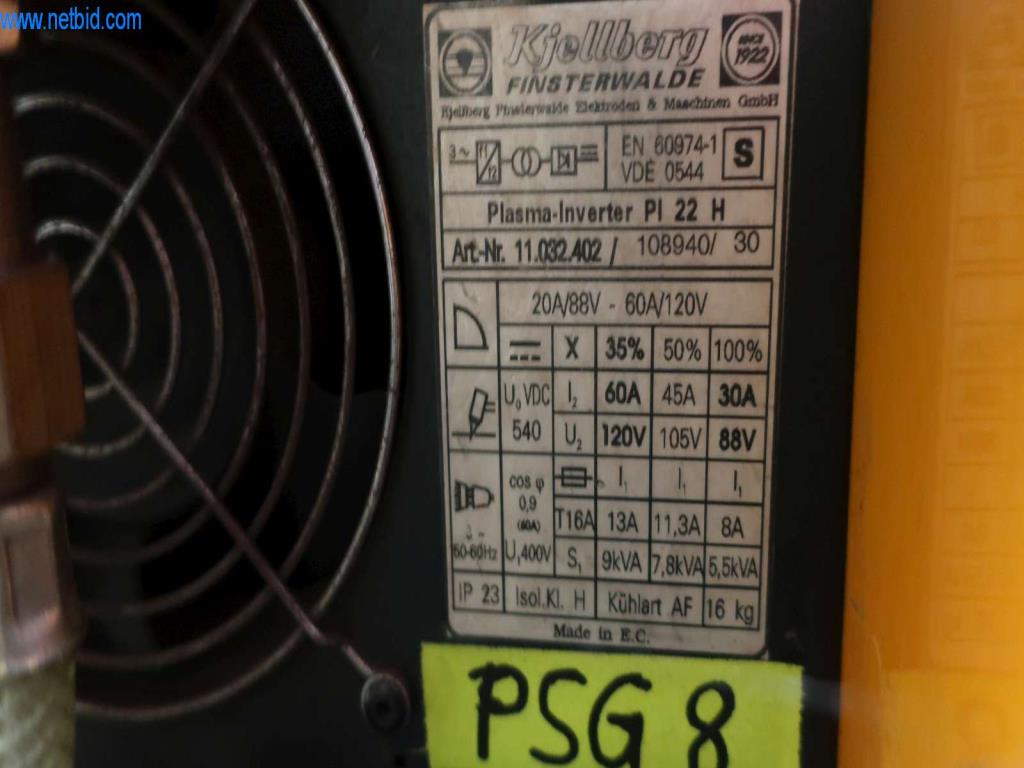 www.netbid.com
Kjellberg
FINSTERWALDE
SINCE 1922
Kjellberg Finsterwalde Elektroden & Maschinen GmbH
3~ f1 f2
EN 60974-1
VDE 0544
S
Plasma-Inverter PI 22 H
Art.-Nr. 11.032.402 / 108940/ 30
20A/88V - 60A/120V
X 35% 50% 100%
U₀ VDC 540
I₂ 60A 45A 30A
U₂ 120V 105V 88V
cos φ 0,9 (60A)
I₁ I₁ I₁
T16A 13A 11,3A 8A
50-60Hz U₁ 400V S₁ 9kVA 7,8kVA 5,5kVA
IP 23 Isol.Kl. H Kühlart AF 16 kg
Made in E.C.
PSG 8